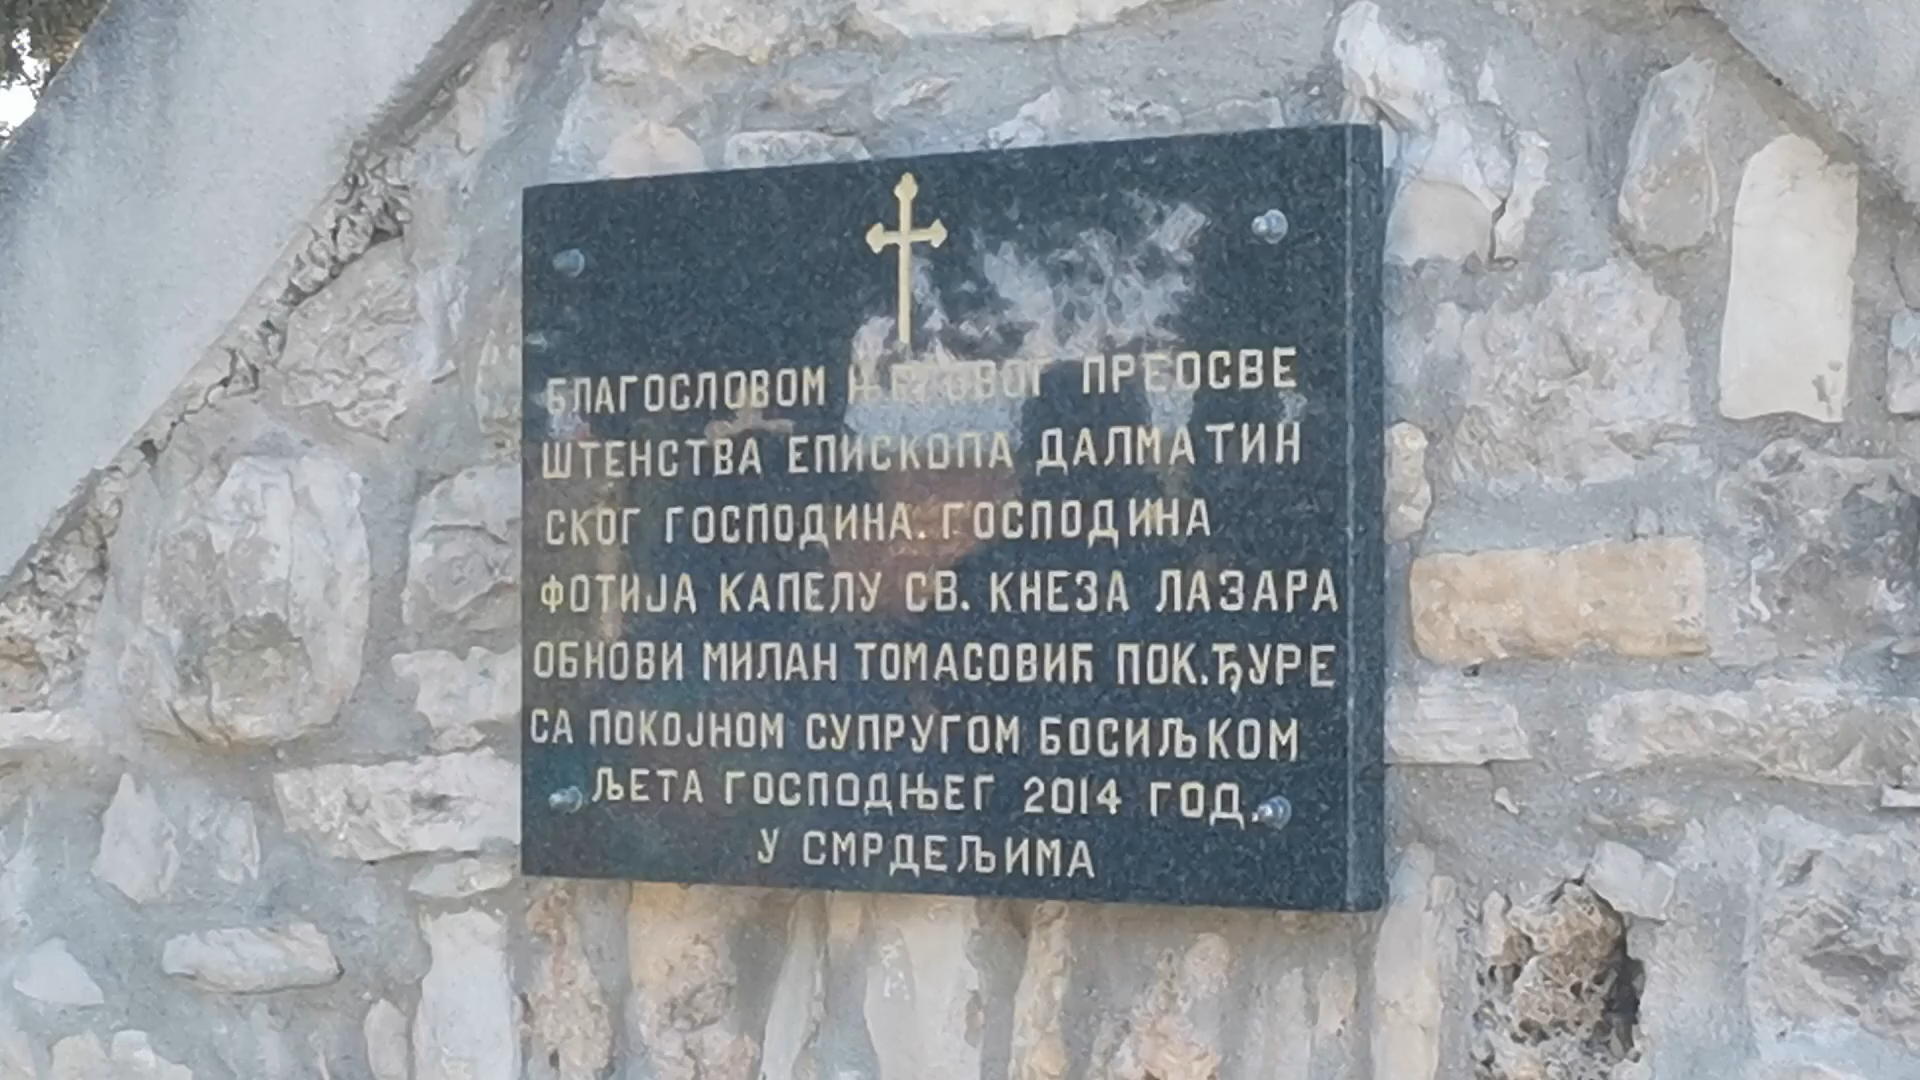 БЛАГОСЛОВОМ ЊЕГОВОГ ПРЕОСВЕ
ШТЕНСТВА ЕПИСКОПА ДАЛМАТИН
СКОГ ГОСПОДИНА. ГОСПОДИНА
ФОТИЈА КАПЕЛУ СВ. КНЕЗА ЛАЗАРА
ОБНОВИ МИЛАН ТОМАСОВИЋ ПОК.ЂУРЕ
СА ПОКОЈНОМ СУПРУГОМ БОСИЉКОМ
ЉЕТА ГОСПОДЊЕГ 2014 ГОД.
У СМРДЕЉИМА